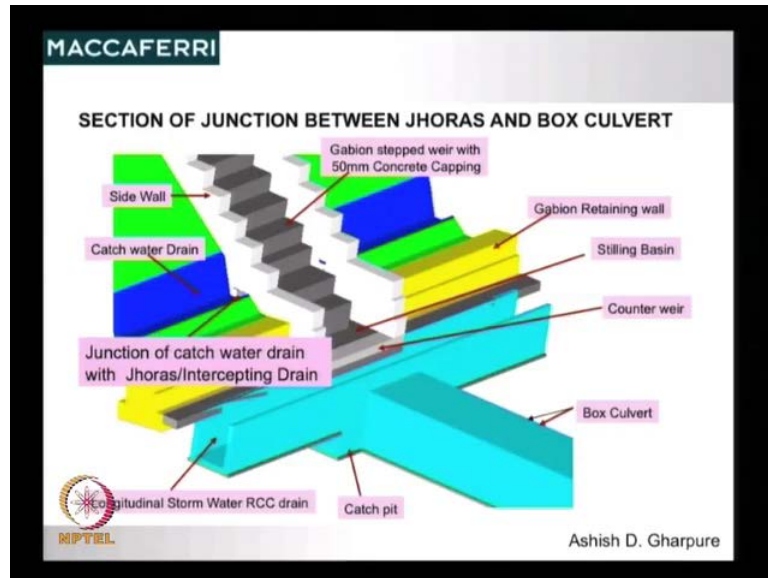 MACCAFERRI
SECTION OF JUNCTION BETWEEN JHORAS AND BOX CULVERT
Gabion stepped weir with
50mm Concrete Capping
Side Wall
Gabion Retaining wall
Catch water Drain
Stilling Basin
Counter weir
Junction of catch water drain
with Jhoras/Intercepting Drain
Box Culvert
Longitudinal Storm Water RCC drain
Catch pit
NPTEL
Ashish D. Gharpure